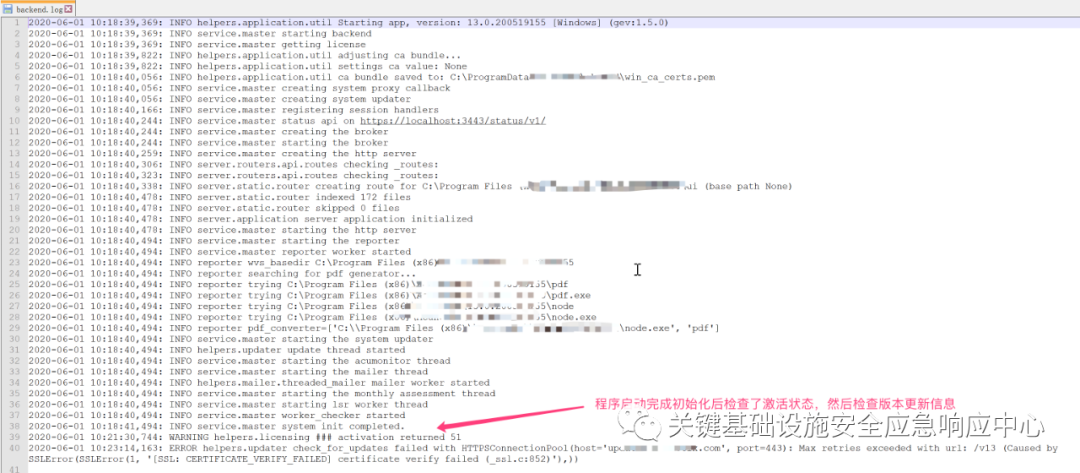 backend.log
1 2020-06-01 10:18:39,369: INFO helpers.application.util Starting app, version: 13.0.200519155 [Windows] (gev:1.5.0)
2 2020-06-01 10:18:39,369: INFO service.master starting backend
3 2020-06-01 10:18:39,369: INFO service.master getting license
4 2020-06-01 10:18:39,822: INFO helpers.application.util adjusting ca bundle...
5 2020-06-01 10:18:39,822: INFO helpers.application.util settings ca value: None
6 2020-06-01 10:18:40,056: INFO helpers.application.util ca bundle saved to: C:\ProgramData \win_ca_certs.pem
7 2020-06-01 10:18:40,056: INFO service.master creating system proxy callback
8 2020-06-01 10:18:40,056: INFO service.master creating system updater
9 2020-06-01 10:18:40,166: INFO service.master registering session handlers
10 2020-06-01 10:18:40,244: INFO service.master status api on https://localhost:3443/status/v1/
11 2020-06-01 10:18:40,244: INFO service.master creating the broker
12 2020-06-01 10:18:40,244: INFO service.master starting the broker
13 2020-06-01 10:18:40,259: INFO service.master creating the http server
14 2020-06-01 10:18:40,306: INFO server.routers.api.routes checking _routes:
15 2020-06-01 10:18:40,323: INFO server.routers.api.routes checking _routes:
16 2020-06-01 10:18:40,338: INFO server.static.router creating route for C:\Program Files ui (base path None)
17 2020-06-01 10:18:40,478: INFO server.static.router indexed 172 files
18 2020-06-01 10:18:40,478: INFO server.static.router skipped 0 files
19 2020-06-01 10:18:40,478: INFO server.application server application initialized
20 2020-06-01 10:18:40,478: INFO service.master starting the http server
21 2020-06-01 10:18:40,494: INFO service.master starting the reporter
22 2020-06-01 10:18:40,494: INFO service.master reporter worker started
23 2020-06-01 10:18:40,494: INFO reporter wvs_basedir C:\Program Files (x86) 5
24 2020-06-01 10:18:40,494: INFO reporter searching for pdf generator...
25 2020-06-01 10:18:40,494: INFO reporter trying C:\Program Files (x86)\ 55\pdf
26 2020-06-01 10:18:40,494: INFO reporter trying C:\Program Files (x86)\ 55\pdf.exe
27 2020-06-01 10:18:40,494: INFO reporter trying C:\Program Files (x86 55\node
28 2020-06-01 10:18:40,494: INFO reporter trying C:\Program Files (x86)\ 55\node.exe
29 2020-06-01 10:18:40,494: INFO reporter pdf_converter=['C:\\Program Files (x86)\ \node.exe', 'pdf']
30 2020-06-01 10:18:40,494: INFO service.master starting the system updater
31 2020-06-01 10:18:40,494: INFO helpers.updater update thread started
32 2020-06-01 10:18:40,494: INFO service.master starting the acumonitor thread
33 2020-06-01 10:18:40,494: INFO service.master starting the mailer thread
34 2020-06-01 10:18:40,494: INFO helpers.mailer.threaded_mailer mailer worker started
35 2020-06-01 10:18:40,494: INFO service.master starting the monthly assessment thread
36 2020-06-01 10:18:40,494: INFO service.master starting lsr worker thread
37 2020-06-01 10:18:40,494: INFO service.master worker_checker started
38 2020-06-01 10:18:41,494: INFO service.master system init completed.
39 2020-06-01 10:21:30,744: WARNING helpers.licensing ### activation returned 51
40 2020-06-01 10:23:14,163: ERROR helpers.updater check_for_updates failed with HTTPSConnectionPool(host='up .com', port=443): Max retries exceeded with url: /v13 (Caused by
SSLError(SSLError(1, '[SSL: CERTIFICATE_VERIFY_FAILED] certificate verify failed (_ssl.c:852)'),))
41
程序启动完成初始化后检查了激活状态，然后检查版本更新信息
关键基础设施安全应急响应中心